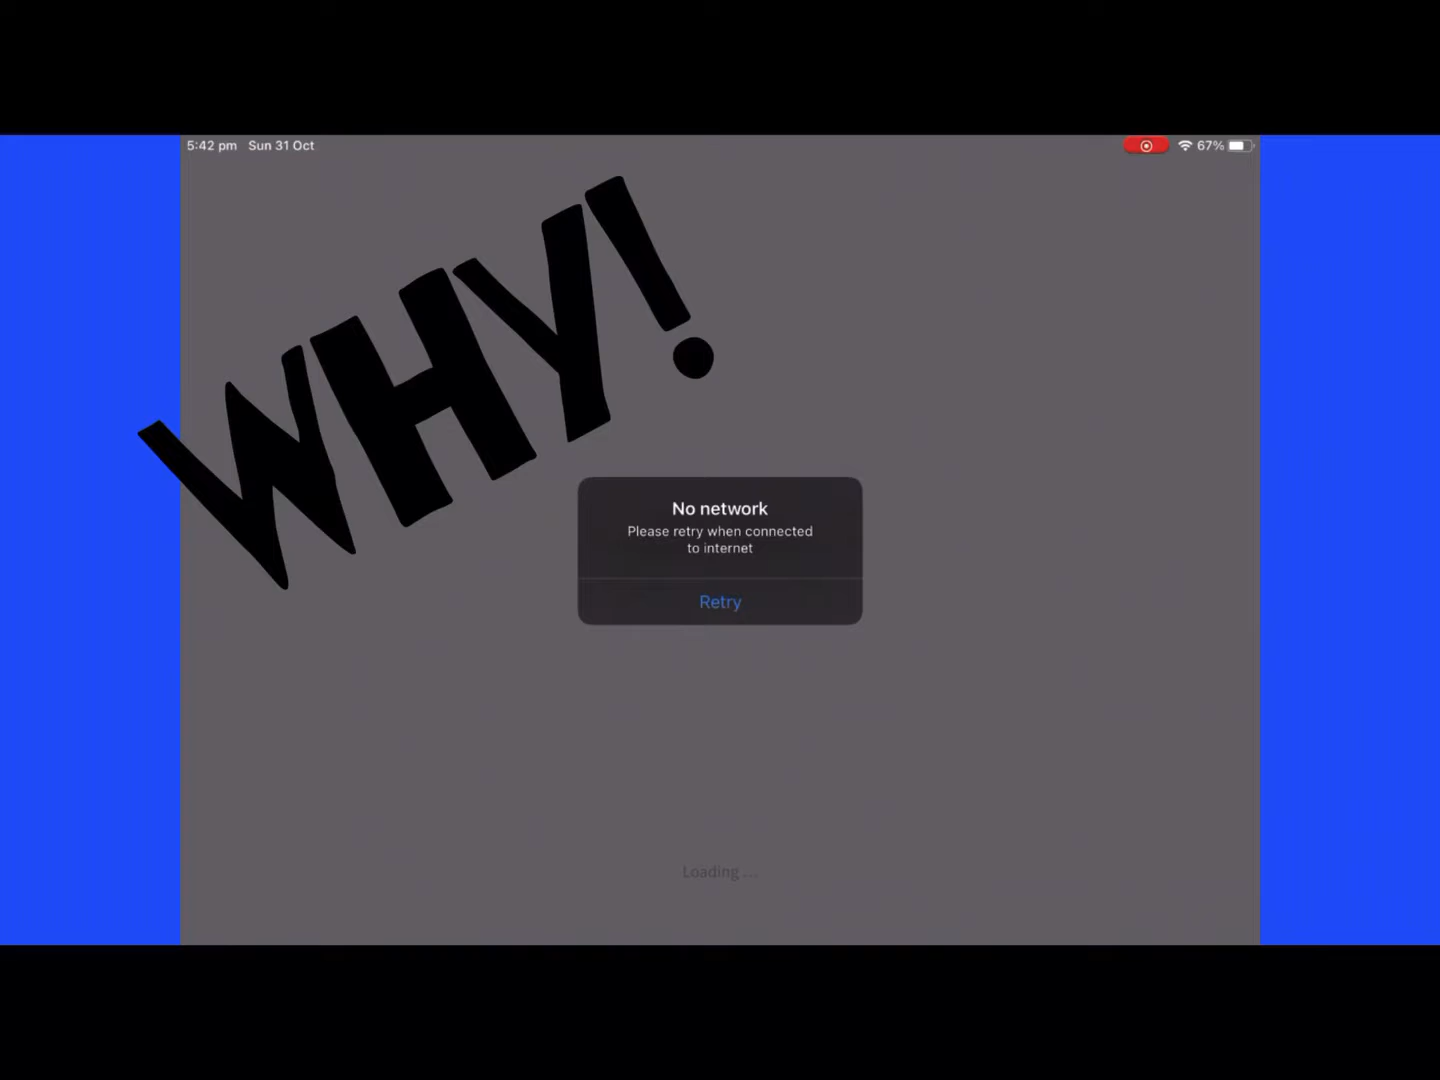 5:42 pm Sun 31 Oct 67%
WHY!
No network
Please retry when connected
to internet
Retry
Loading ...